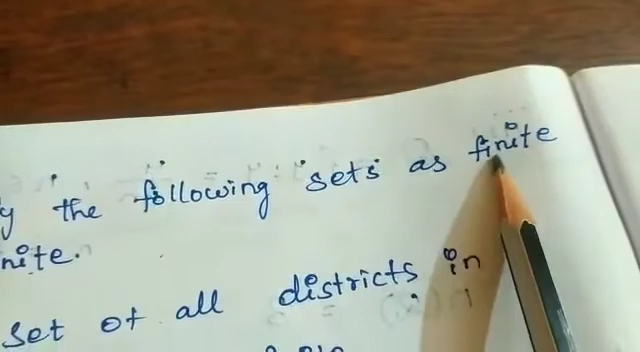 y the following sets as finite
nite.
set of all districts in